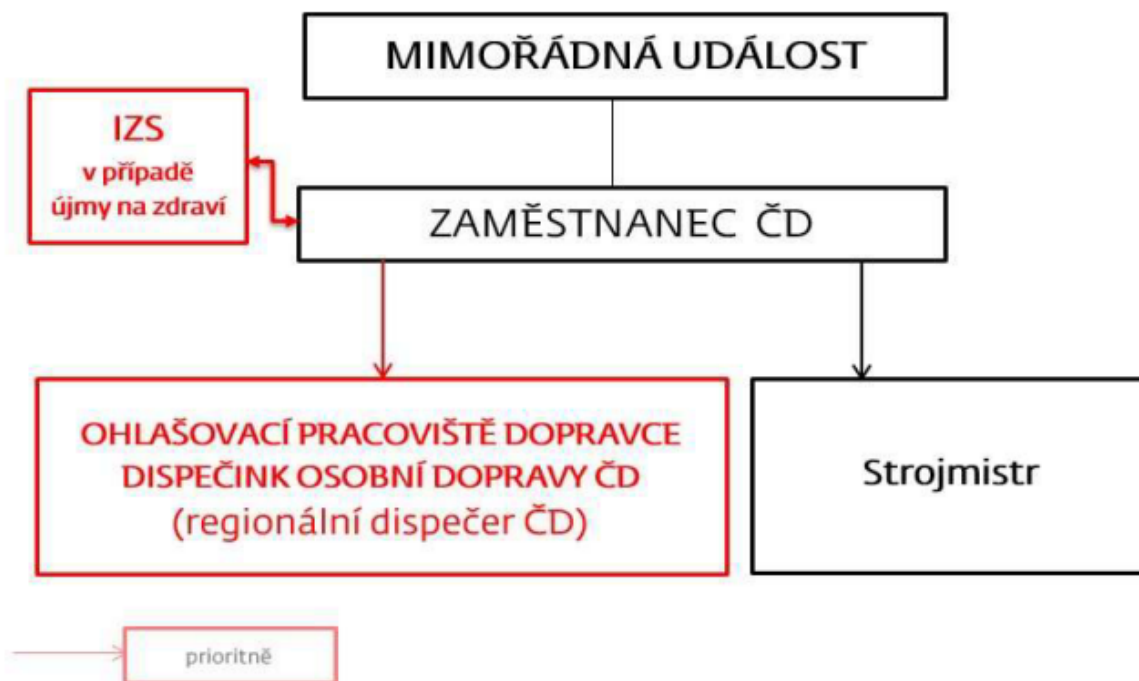 MIMOŘÁDNÁ UDÁLOST
IZS
v případě
újmy na zdraví
ZAMĚSTNANEC ČD
OHLAŠOVACÍ PRACOVIŠTĚ DOPRAVCE
DISPEČINK OSOBNÍ DOPRAVY ČD
(regionální dispečer ČD)
Strojmistr
prioritně